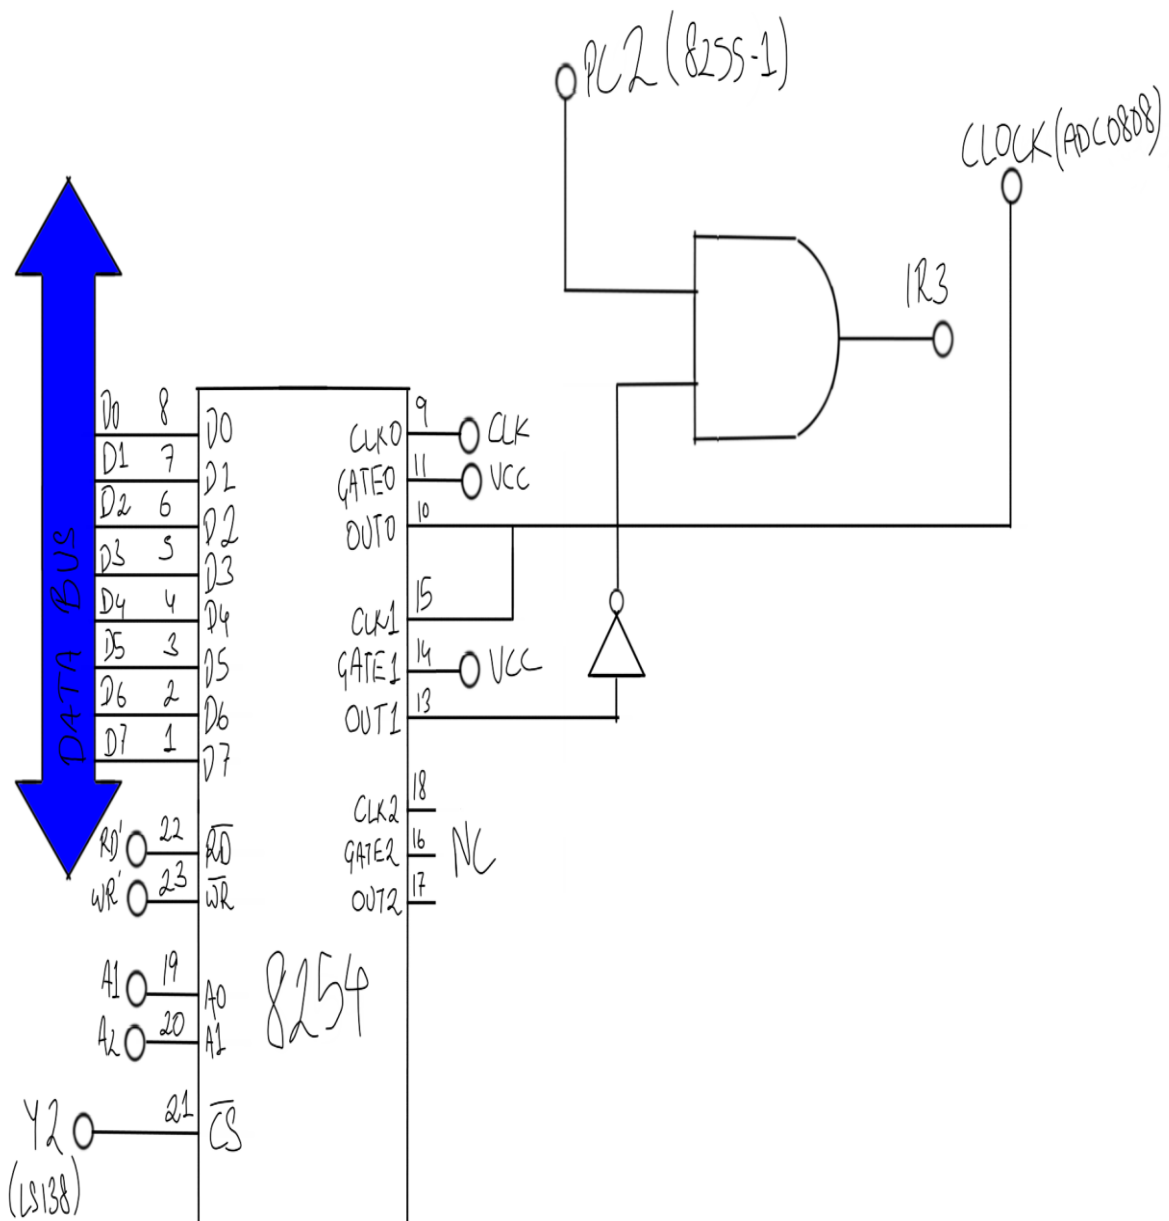 PC2 (8255-1)
CLOCK (ADC0808)
IR3
DATA BUS
D0 8 D0
D1 7 D1
D2 6 D2
D3 5 D3
D4 4 D4
D5 3 D5
D6 2 D6
D7 1 D7
RD' 22 RD
WR' 23 WR
A1 19 A0
A2 20 A1
Y2 21 CS
(LS138)
8254
CLK0 9 CLK
GATE0 11 VCC
OUT0 10
CLK1 15
GATE1 14 VCC
OUT1 13
CLK2 18
GATE2 16 NC
OUT2 17